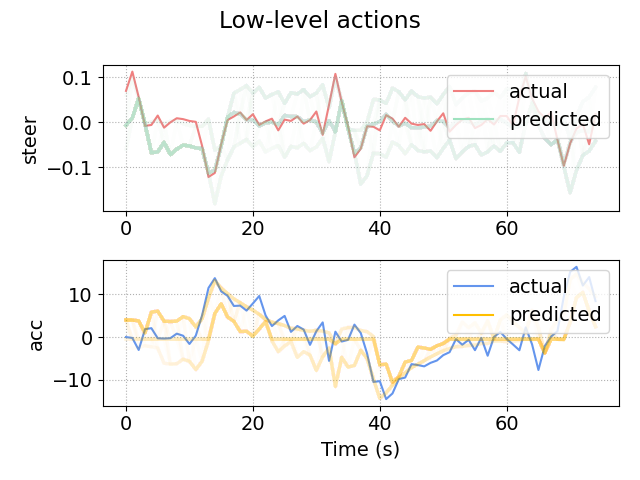 Low-level actions
steer
0.1
0.0
−0.1
actual
predicted
0
20
40
60
acc
10
0
−10
actual
predicted
0
20
40
60
Time (s)